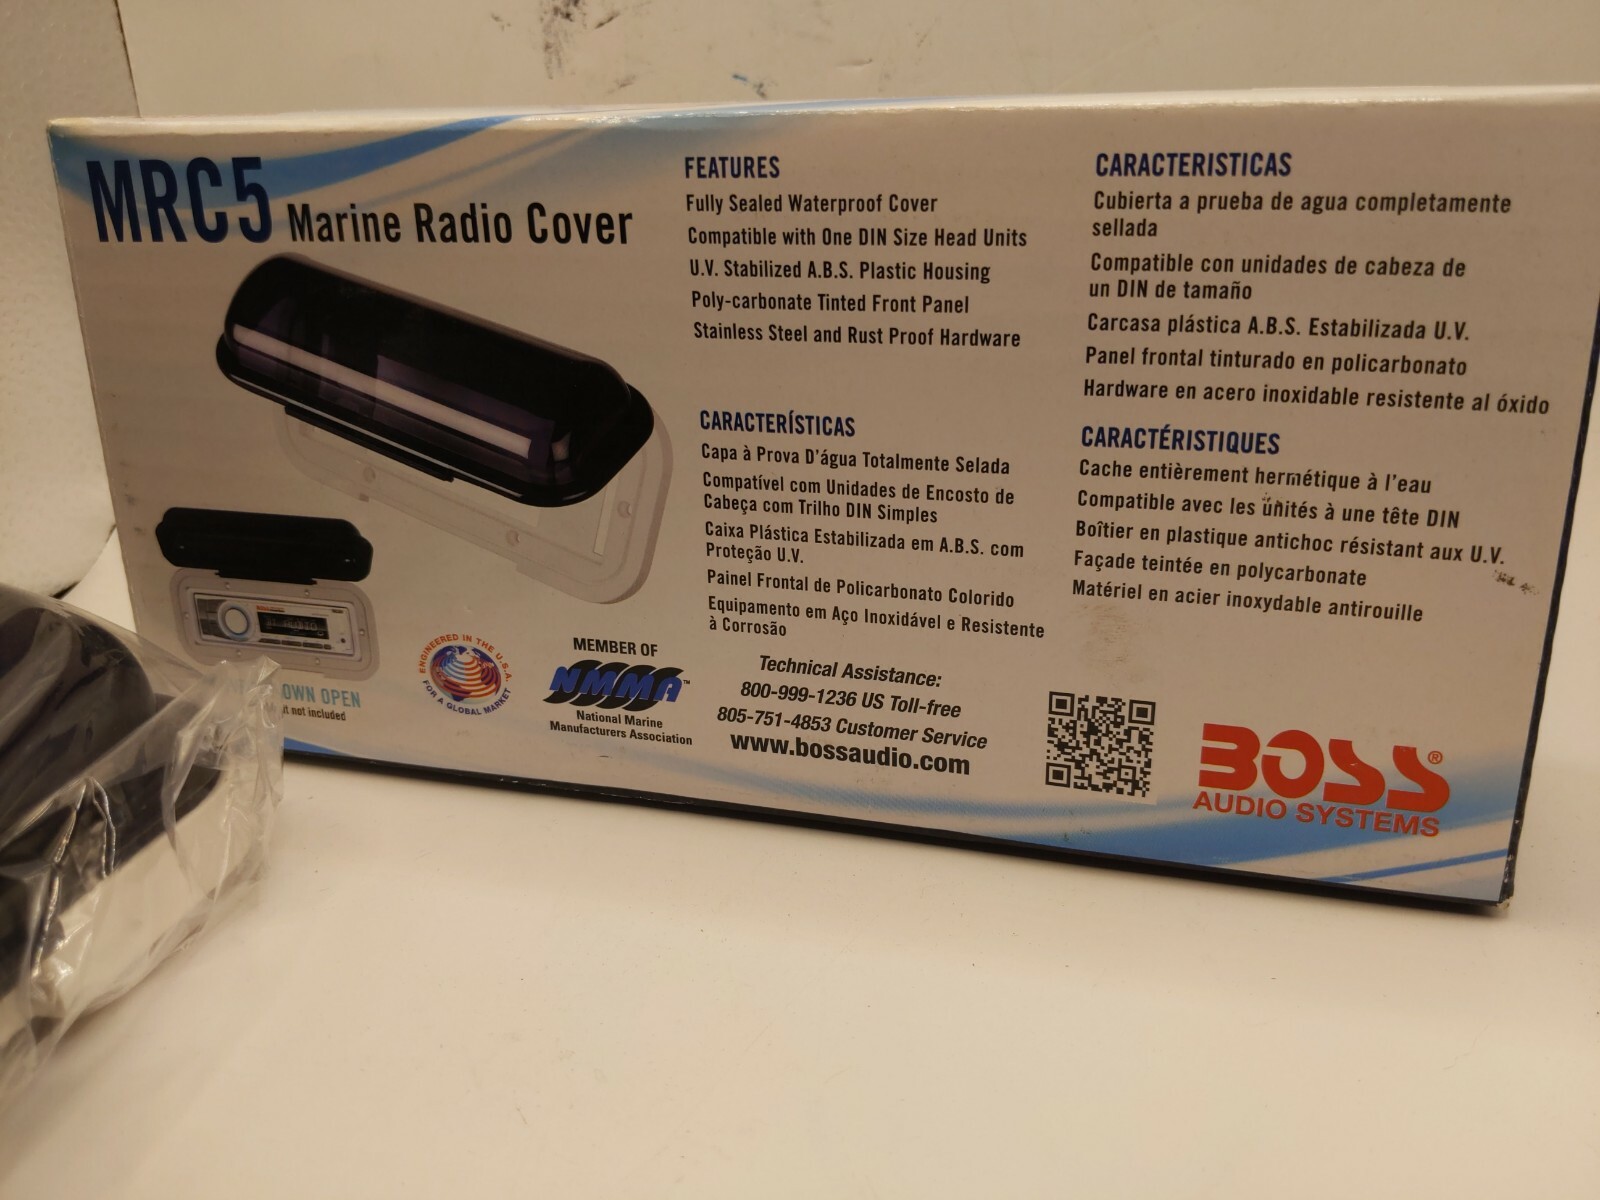 MRC5 Marine Radio Cover
OWN OPEN
not included
ENGINEERED IN THE U.S.A.
FOR A GLOBAL MARKET
MEMBER OF
NMMA™
National Marine
Manufacturers Association
FEATURES
Fully Sealed Waterproof Cover
Compatible with One DIN Size Head Units
U.V. Stabilized A.B.S. Plastic Housing
Poly-carbonate Tinted Front Panel
Stainless Steel and Rust Proof Hardware
CARACTERÍSTICAS
Capa à Prova D'água Totalmente Selada
Compatível com Unidades de Encosto de
Cabeça com Trilho DIN Simples
Caixa Plástica Estabilizada em A.B.S. com
Proteção U.V.
Painel Frontal de Policarbonato Colorido
Equipamento em Aço Inoxidável e Resistente
à Corrosão
Technical Assistance:
800-999-1236 US Toll-free
805-751-4853 Customer Service
www.bossaudio.com
CARACTERISTICAS
Cubierta a prueba de agua completamente
sellada
Compatible con unidades de cabeza de
un DIN de tamaño
Carcasa plástica A.B.S. Estabilizada U.V.
Panel frontal tinturado en policarbonato
Hardware en acero inoxidable resistente al óxido
CARACTÉRISTIQUES
Cache entièrement hermétique à l'eau
Compatible avec les unités à une tête DIN
Boîtier en plastique antichoc résistant aux U.V.
Façade teintée en polycarbonate
Matériel en acier inoxydable antirouille
BOSS®
AUDIO SYSTEMS